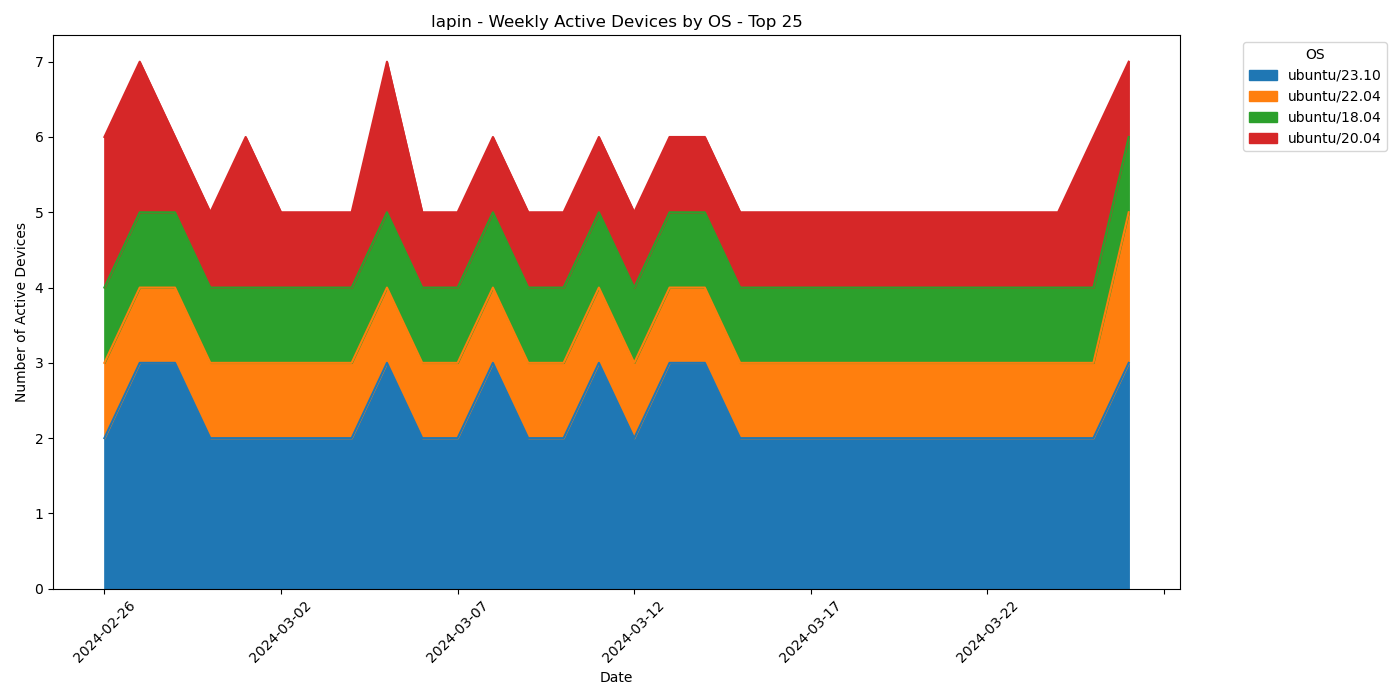 lapin - Weekly Active Devices by OS - Top 25
OS
ubuntu/23.10
ubuntu/22.04
ubuntu/18.04
ubuntu/20.04
Number of Active Devices
7
6
5
4
3
2
1
0
2024-02-26
2024-03-02
2024-03-07
2024-03-12
2024-03-17
2024-03-22
Date